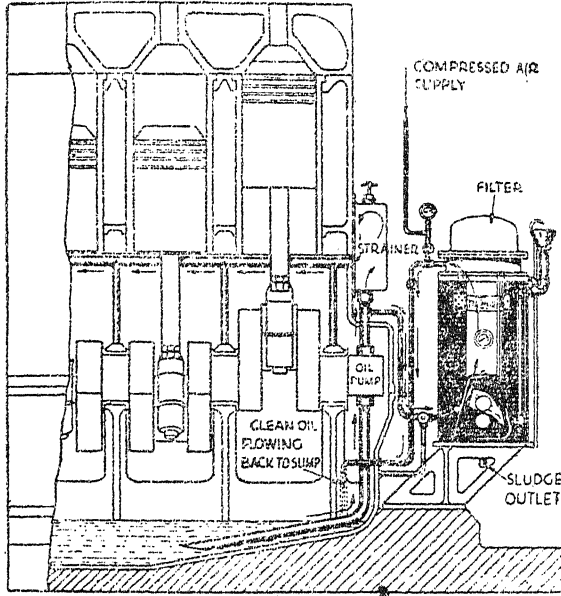 COMPRESSED AIR
SUPPLY
FILTER
STRAINER
OIL
PUMP
CLEAN OIL
FLOWING
BACK TO SUMP
SLUDGE
OUTLET